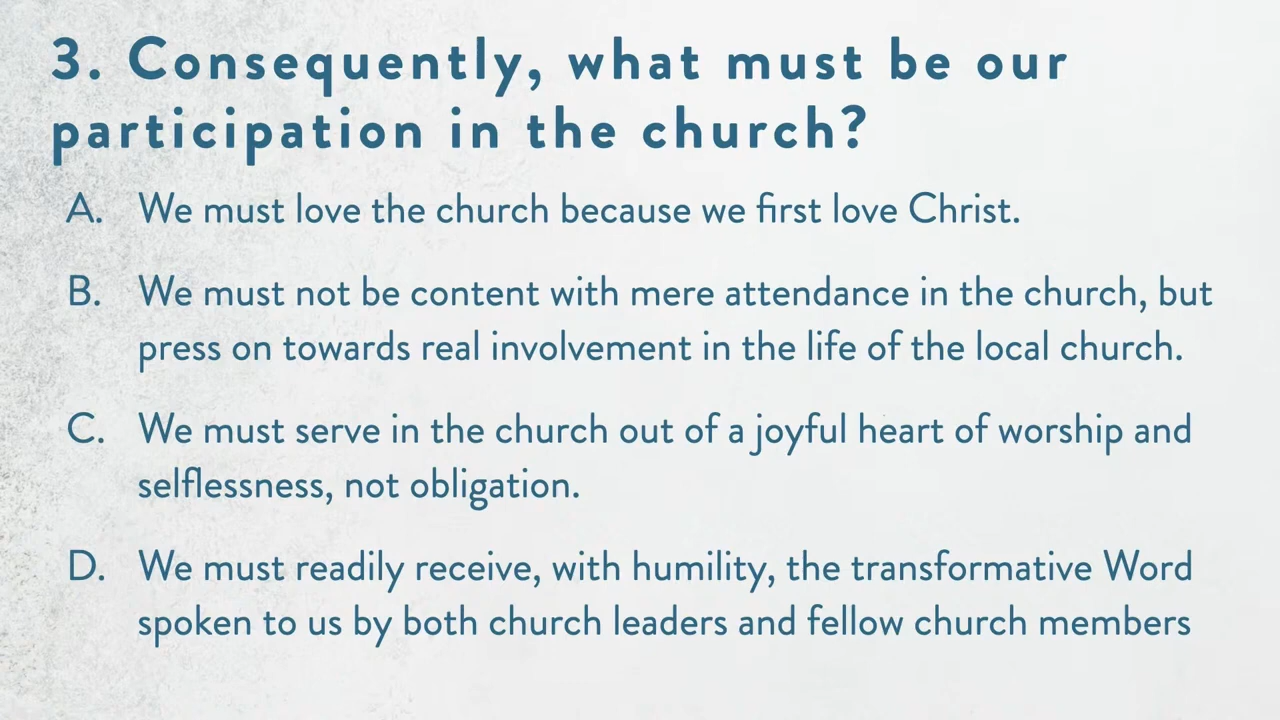 3. Consequently, what must be our
participation in the church?
A. We must love the church because we first love Christ.
B. We must not be content with mere attendance in the church, but
press on towards real involvement in the life of the local church.
C. We must serve in the church out of a joyful heart of worship and
selflessness, not obligation.
D. We must readily receive, with humility, the transformative Word
spoken to us by both church leaders and fellow church members